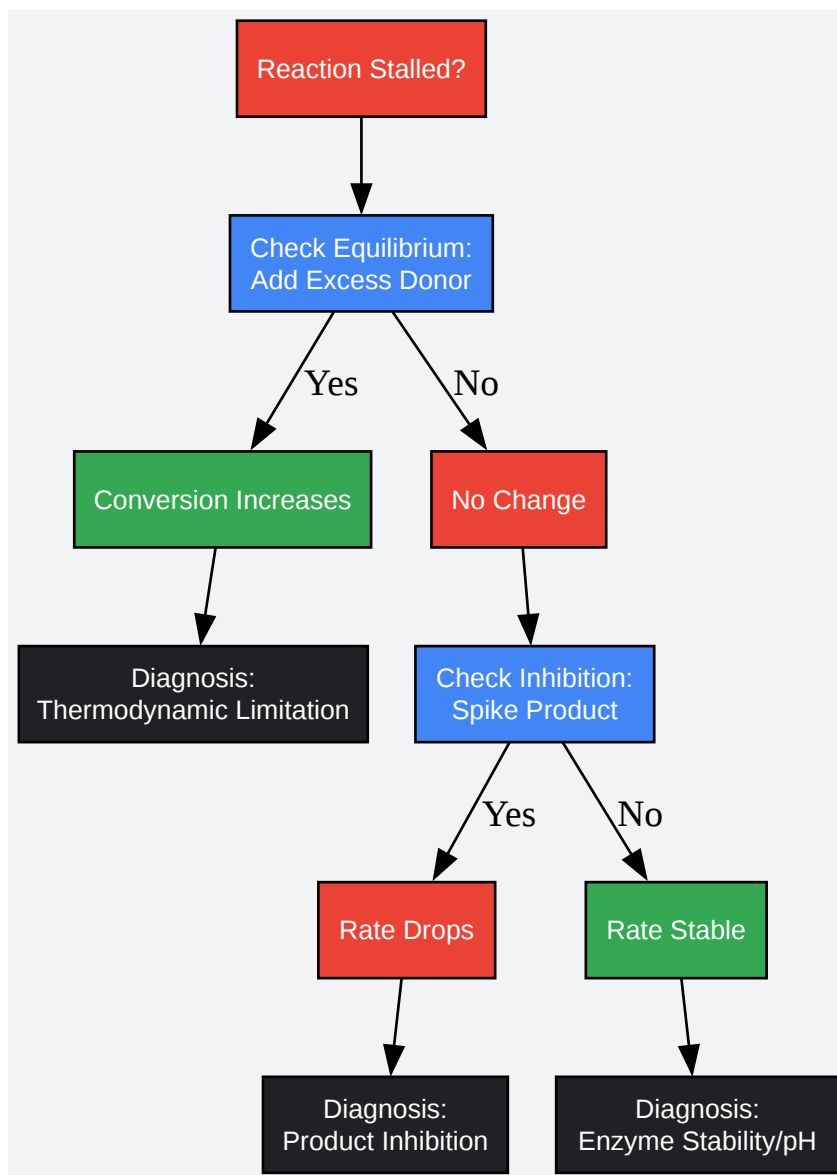 Reaction Stalled?
Check Equilibrium:
Add Excess Donor
Yes
No
Conversion Increases
No Change
Diagnosis:
Thermodynamic Limitation
Check Inhibition:
Spike Product
Yes
No
Rate Drops
Rate Stable
Diagnosis:
Product Inhibition
Diagnosis:
Enzyme Stability/pH